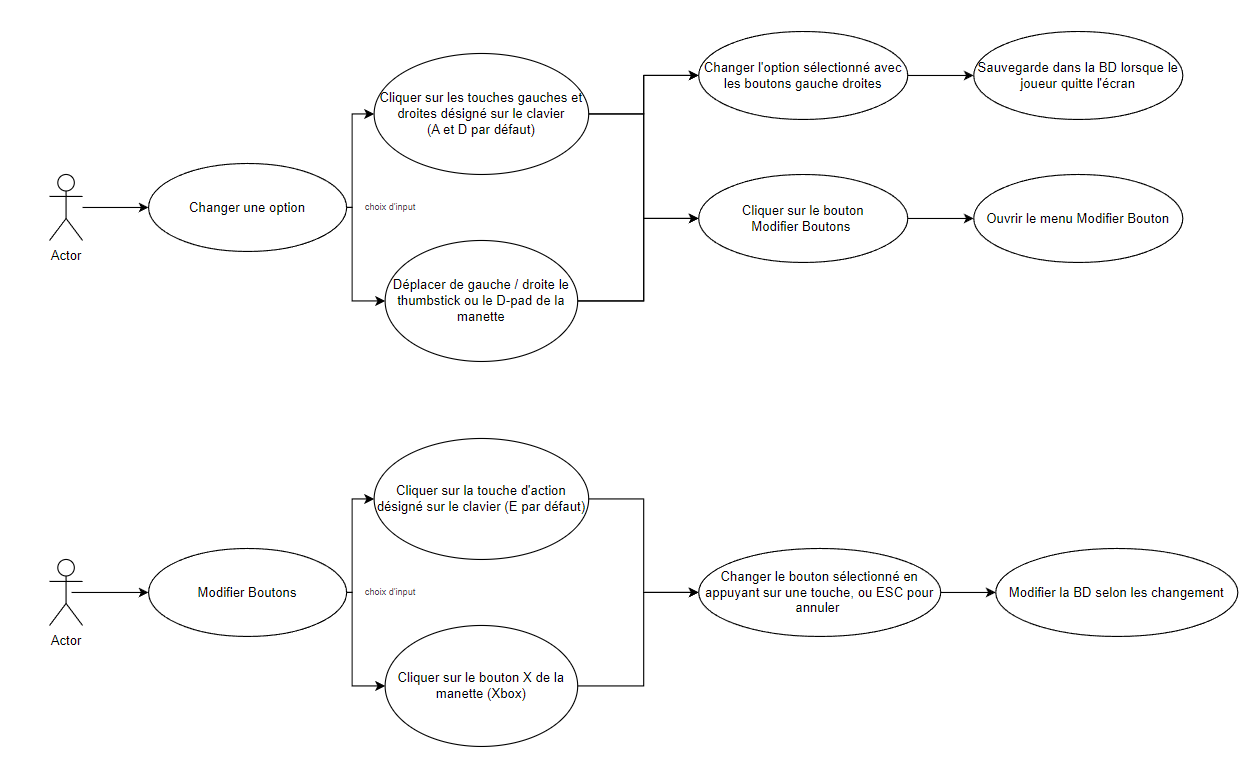 Changer l'option sélectionné avec
les boutons gauche droites
Sauvegarde dans la BD lorsque le
joueur quitte l'écran
Cliquer sur les touches gauches et
droites désigné sur le clavier
(A et D par défaut)
Actor
Changer une option
choix d'input
Cliquer sur le bouton
Modifier Boutons
Ouvrir le menu Modifier Bouton
Déplacer de gauche / droite le
thumbstick ou le D-pad de la
manette
Cliquer sur la touche d'action
désigné sur le clavier (E par défaut)
Actor
Modifier Boutons
choix d'input
Changer le bouton sélectionné en
appuyant sur une touche, ou ESC pour
annuler
Modifier la BD selon les changement
Cliquer sur le bouton X de la
manette (Xbox)